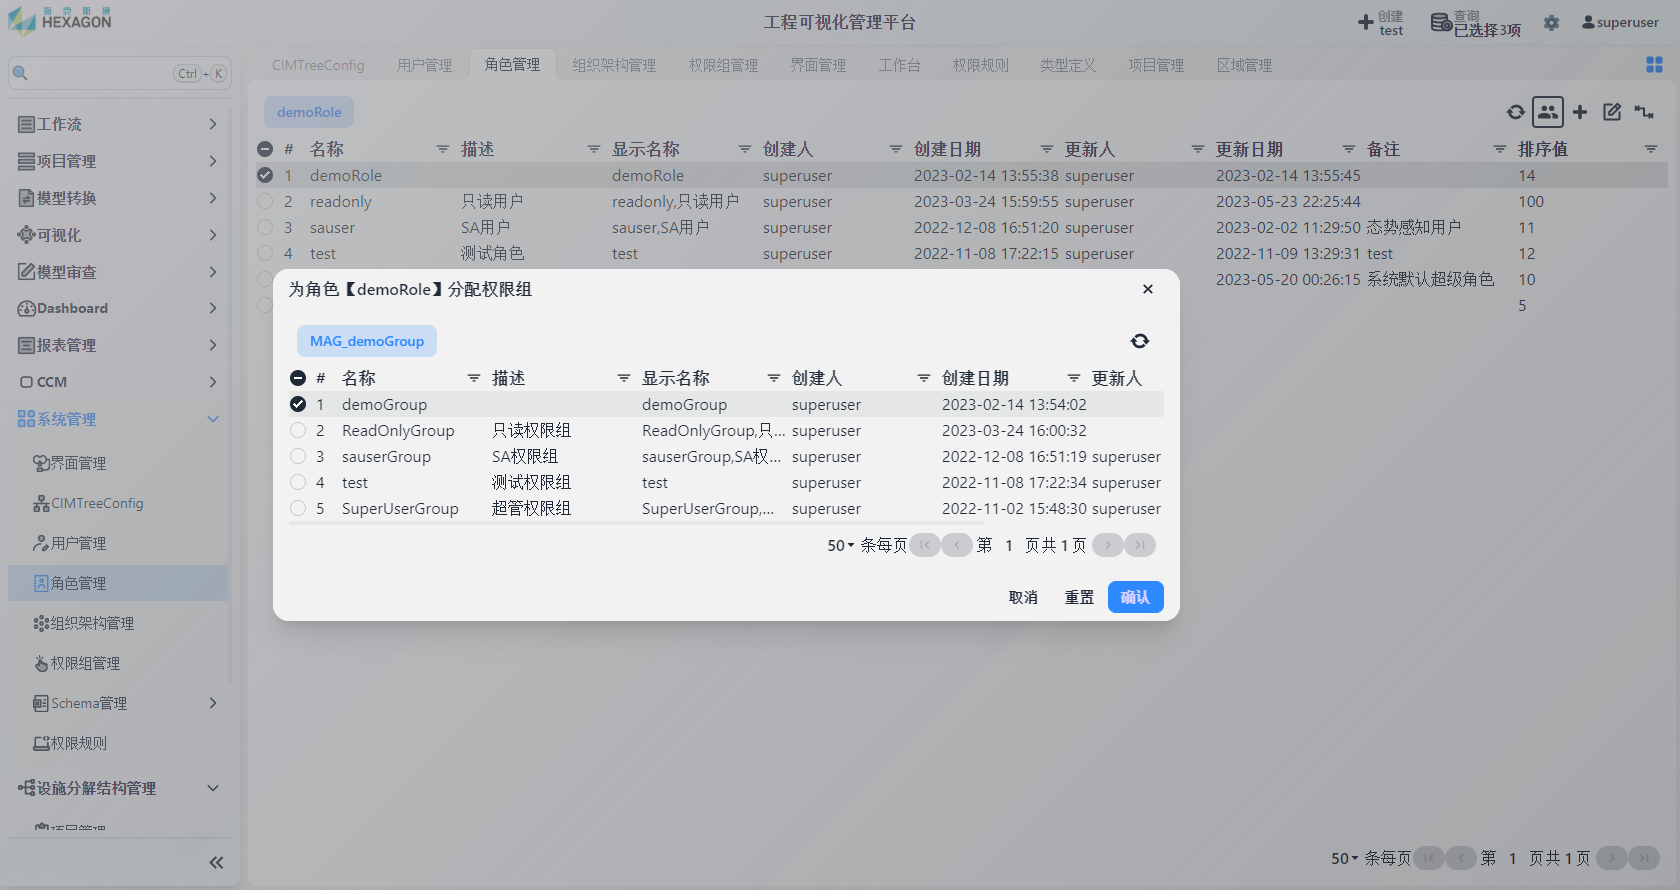 海克斯康
HEXAGON
工程可视化管理平台
创建
test
查询
已选择3项
superuser
Ctrl + K
CIMTreeConfig 用户管理 角色管理 组织架构管理 权限组管理 界面管理 工作台 权限规则 类型定义 项目管理 区域管理
工作流
项目管理
模型转换
可视化
模型审查
Dashboard
报表管理
CCM
系统管理
界面管理
CIMTreeConfig
用户管理
角色管理
组织架构管理
权限组管理
Schema管理
权限规则
设施分解结构管理
项目管理
demoRole
# 名称 描述 显示名称 创建人 创建日期 更新人 更新日期 备注 排序值
1 demoRole demoRole superuser 2023-02-14 13:55:38 superuser 2023-02-14 13:55:45 14
2 readonly 只读用户 readonly,只读用户 superuser 2023-03-24 15:59:55 superuser 2023-05-23 22:25:44 100
3 sauser SA用户 sauser,SA用户 superuser 2022-12-08 16:51:20 superuser 2023-02-02 11:29:50 态势感知用户 11
4 test 测试角色 test superuser 2022-11-08 17:22:15 superuser 2022-11-09 13:29:31 test 12
2023-05-20 00:26:15 系统默认超级角色 10
5
为角色【demoRole】分配权限组
MAG_demoGroup
# 名称 描述 显示名称 创建人 创建日期 更新人
1 demoGroup demoGroup superuser 2023-02-14 13:54:02
2 ReadOnlyGroup 只读权限组 ReadOnlyGroup,只... superuser 2023-03-24 16:00:32
3 sauserGroup SA权限组 sauserGroup,SA权... superuser 2022-12-08 16:51:19 superuser
4 test 测试权限组 test superuser 2022-11-08 17:22:34 superuser
5 SuperUserGroup 超管权限组 SuperUserGroup,... superuser 2022-11-02 15:48:30 superuser
50 条每页 第 1 页共 1 页
取消 重置 确认
50 条每页 第 1 页共 1 页